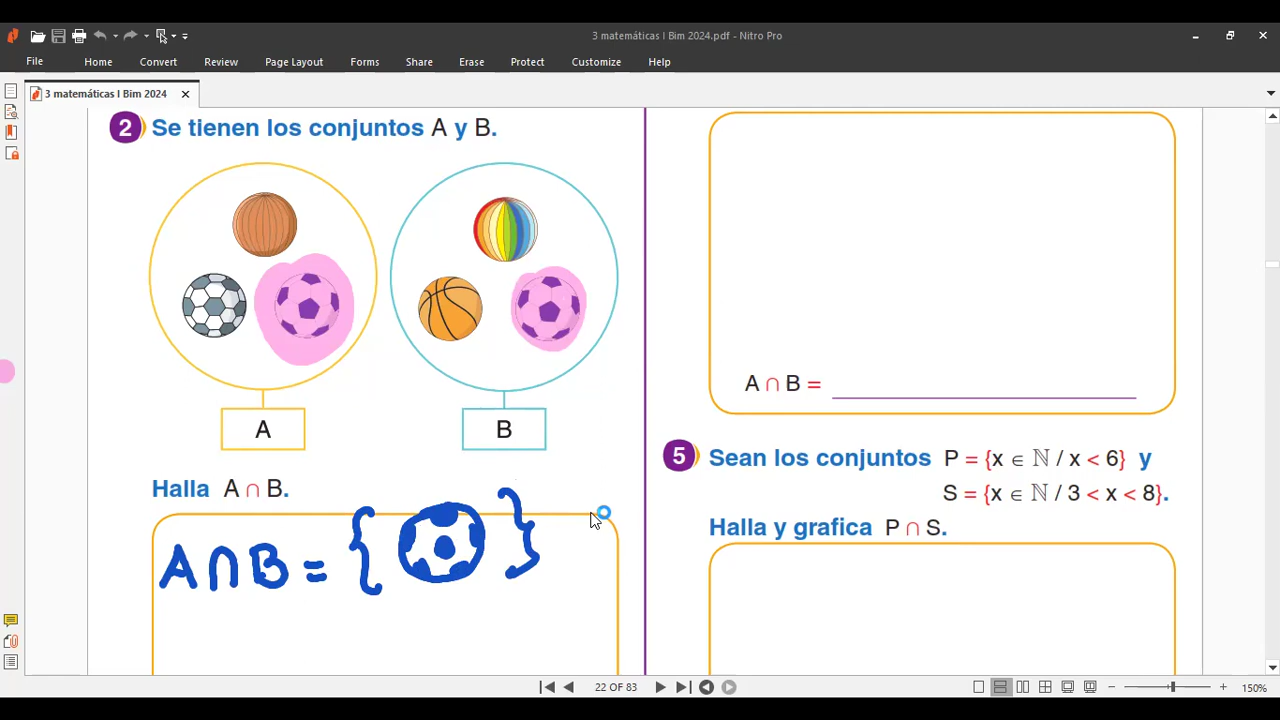 3 matemáticas I Bim 2024.pdf - Nitro Pro
File Home Convert Review Page Layout Forms Share Erase Protect Customize Help
3 matemáticas I Bim 2024
2 Se tienen los conjuntos A y B.
A
B
Halla A ∩ B.
A∩B = { }
A ∩ B =
5 Sean los conjuntos P = {x ∈ ℕ / x < 6} y
S = {x ∈ ℕ / 3 < x < 8}.
Halla y grafica P ∩ S.
22 OF 83
150%